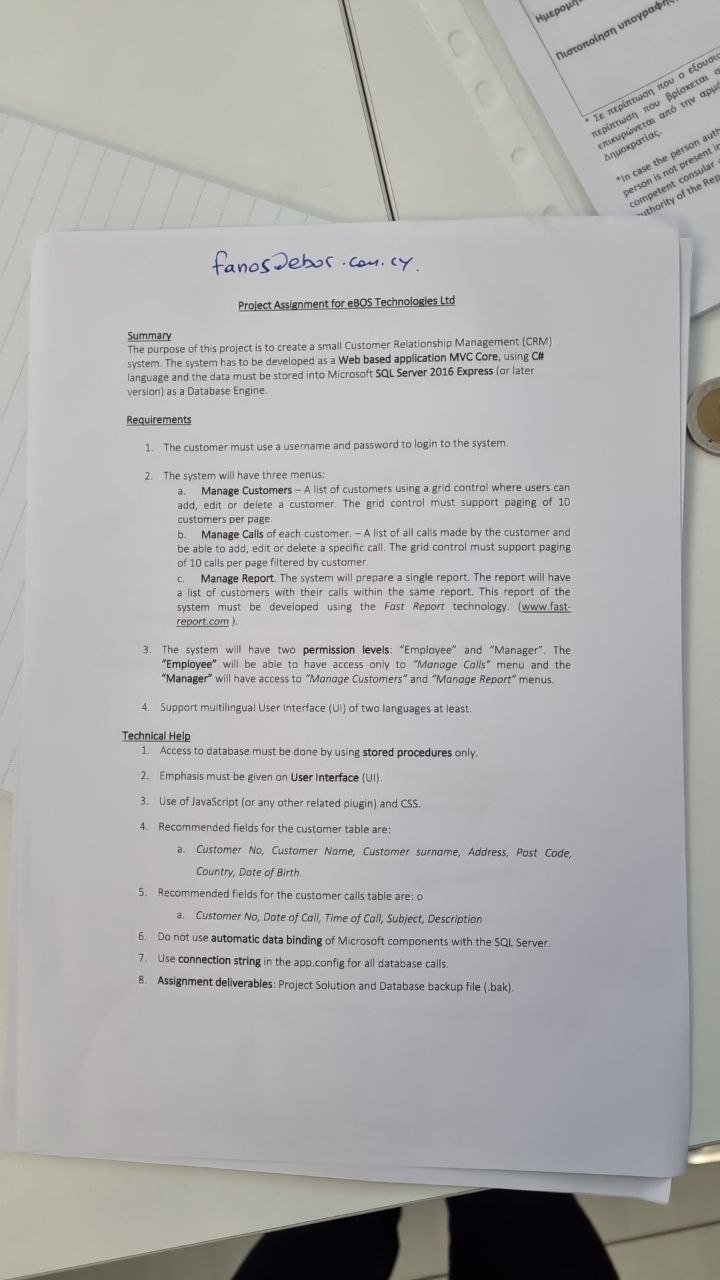 Ημερομη
Πιστοποίηση υπογραφής
* Σε περίπτωση που ο εξουσιο
περίπτωση που βρίσκεται σ
επικυρώνεται από την αρμό
Δημοκρατίας.
*In case the person auth
person is not present in
competent consular
uthority of the Rep
fanos@ebos.com.cy.
Project Assignment for eBOS Technologies Ltd
Summary
The purpose of this project is to create a small Customer Relationship Management (CRM)
system. The system has to be developed as a Web based application MVC Core, using C#
language and the data must be stored into Microsoft SQL Server 2016 Express (or later
version) as a Database Engine.
Requirements
1. The customer must use a username and password to login to the system.
2. The system will have three menus:
a. Manage Customers – A list of customers using a grid control where users can
add, edit or delete a customer. The grid control must support paging of 10
customers per page.
b. Manage Calls of each customer. – A list of all calls made by the customer and
be able to add, edit or delete a specific call. The grid control must support paging
of 10 calls per page filtered by customer.
c. Manage Report. The system will prepare a single report. The report will have
a list of customers with their calls within the same report. This report of the
system must be developed using the Fast Report technology. (www.fast-
report.com ).
3. The system will have two permission levels: "Employee" and "Manager". The
"Employee" will be able to have access only to "Manage Calls" menu and the
"Manager" will have access to "Manage Customers" and "Manage Report" menus.
4. Support multilingual User Interface (UI) of two languages at least.
Technical Help
1. Access to database must be done by using stored procedures only.
2. Emphasis must be given on User Interface (UI).
3. Use of JavaScript (or any other related plugin) and CSS.
4. Recommended fields for the customer table are:
a. Customer No, Customer Name, Customer surname, Address, Post Code,
Country, Date of Birth.
5. Recommended fields for the customer calls table are: o
a. Customer No, Date of Call, Time of Call, Subject, Description
6. Do not use automatic data binding of Microsoft components with the SQL Server.
7. Use connection string in the app.config for all database calls.
8. Assignment deliverables: Project Solution and Database backup file (.bak).